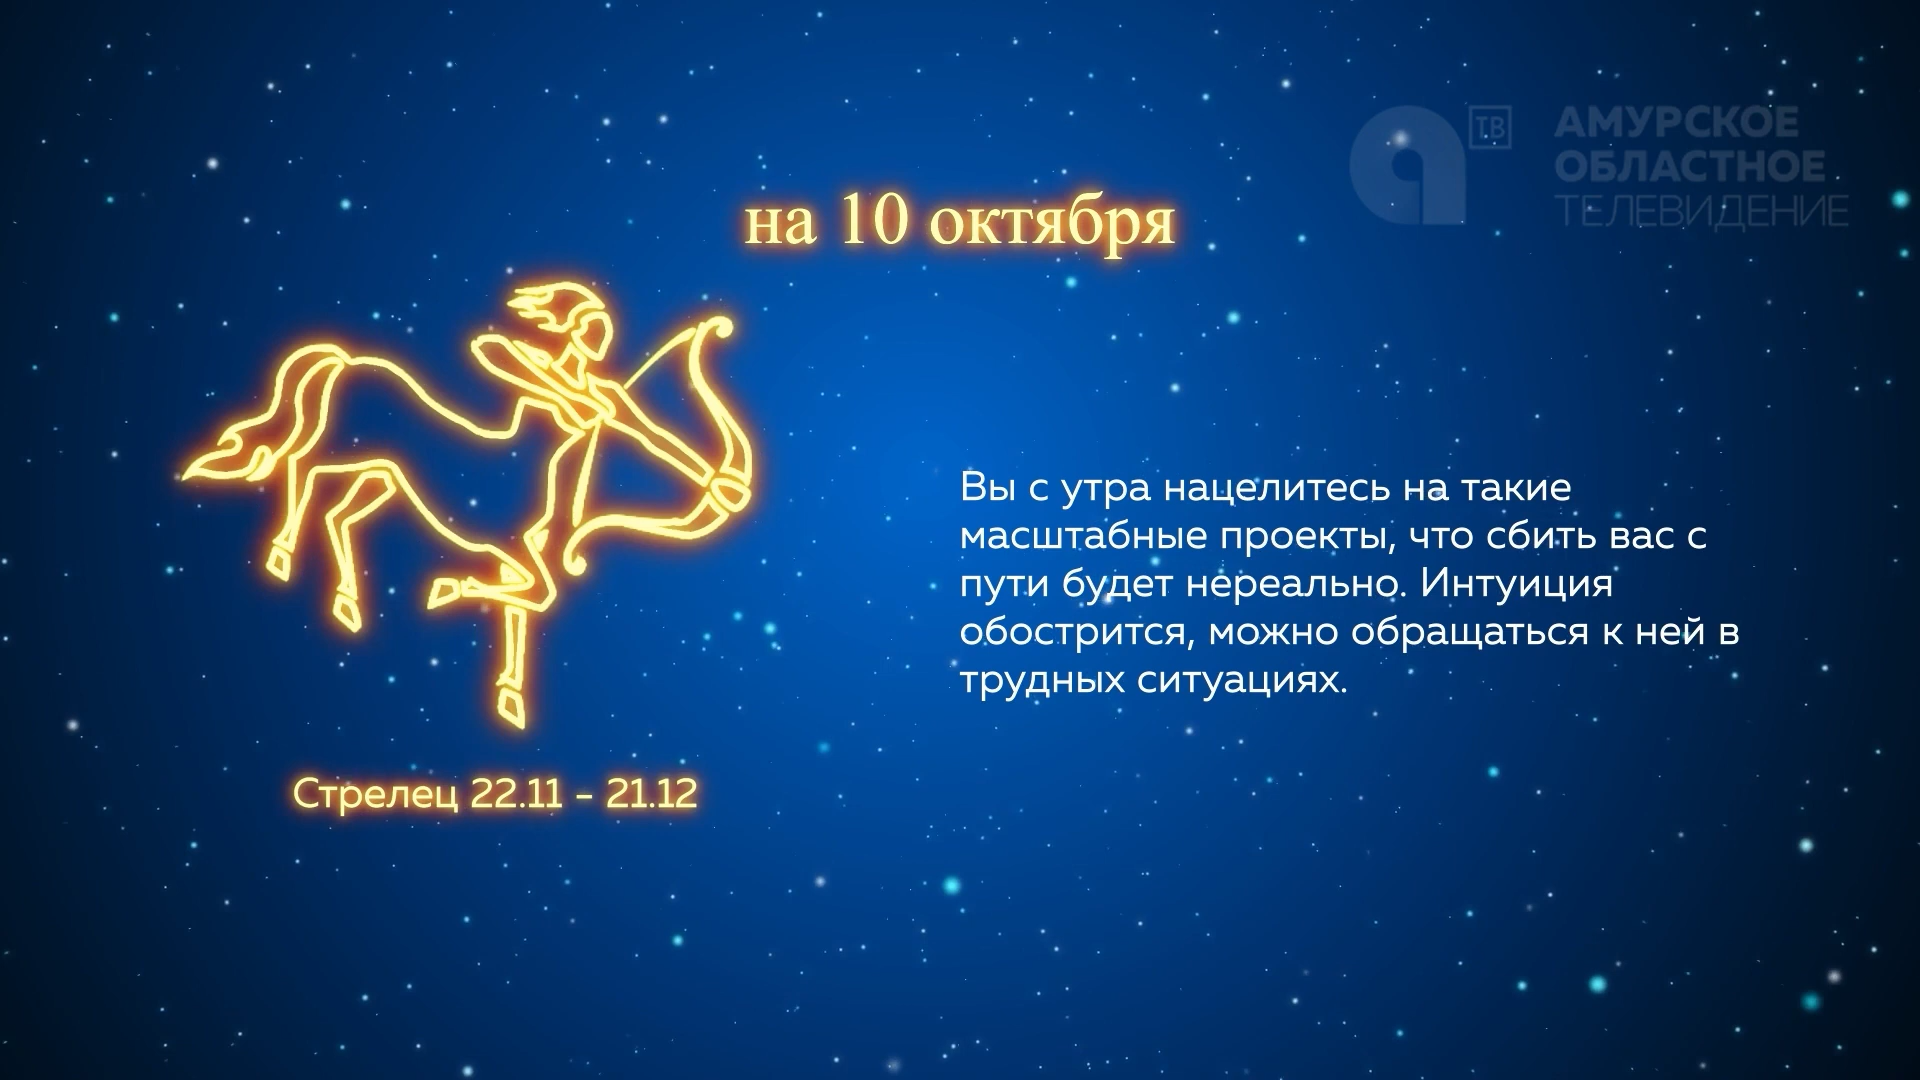 ТВ
АМУРСКОЕ
ОБЛАСТНОЕ
ТЕЛЕВИДЕНИЕ
на 10 октября
Вы с утра нацелитесь на такие
масштабные проекты, что сбить вас с
пути будет нереально. Интуиция
обострится, можно обращаться к ней в
трудных ситуациях.
Стрелец 22.11 - 21.12